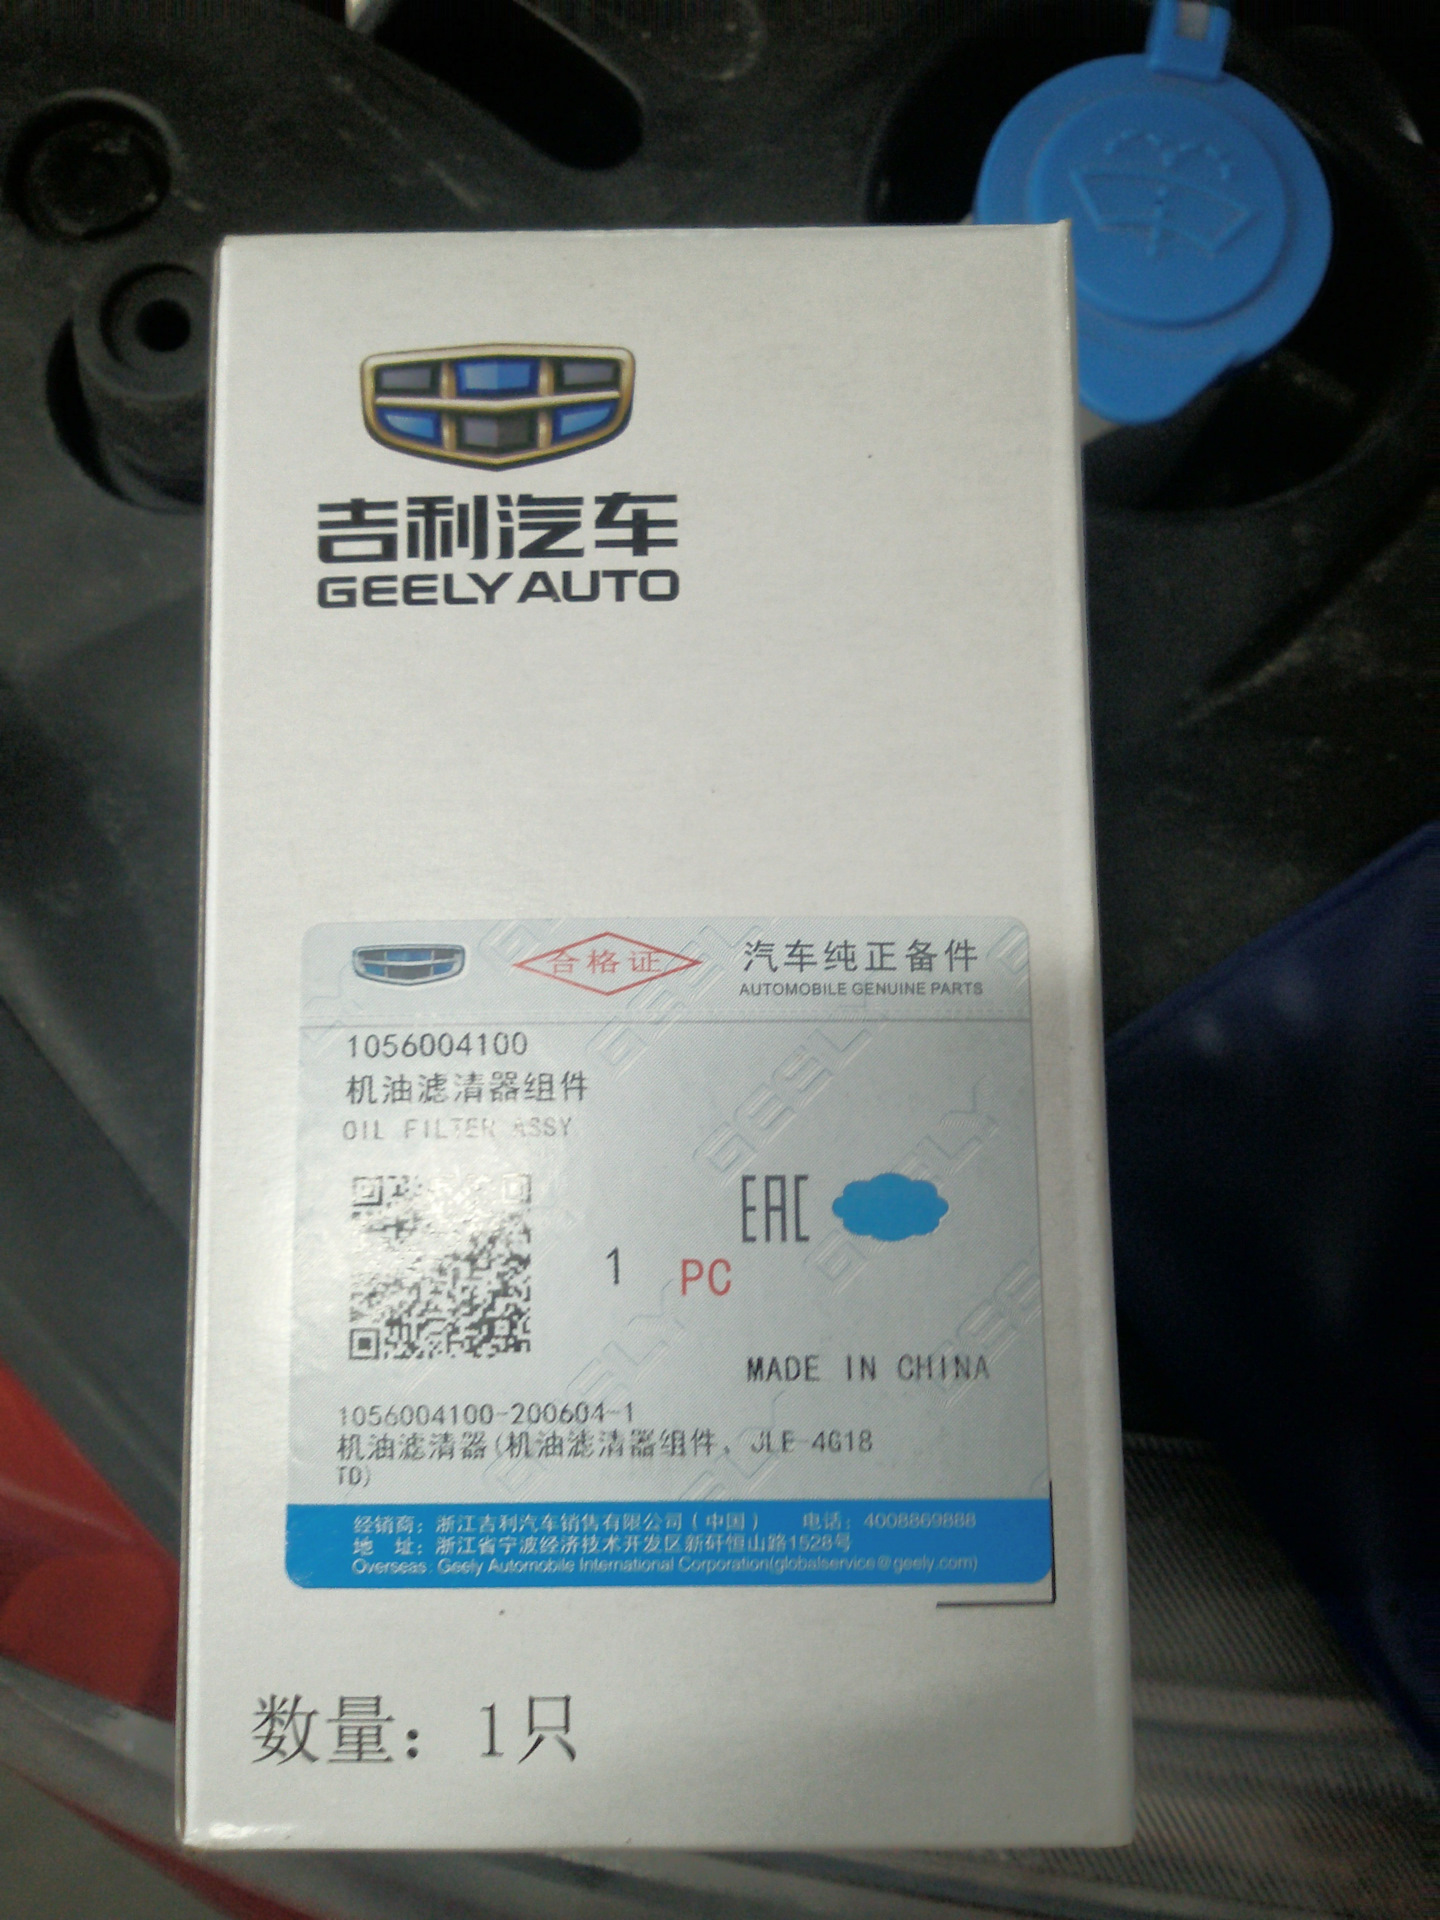 吉利汽车
GEELY AUTO
合格证
汽车纯正备件
AUTOMOBILE GENUINE PARTS
1056004100
机油滤清器组件
OIL FILTER ASSY
EAC
1 PC
MADE IN CHINA
1056004100-200604-1
机油滤清器(机油滤清器组件，JLE-4G18
TD)
经销商：浙江吉利汽车销售有限公司（中国） 电话：4008869888
地 址：浙江省宁波经济技术开发区新矸恒山路1528号
Overseas: Geely Automobile International Corporation(globalservice@geely.com)
数量：1只